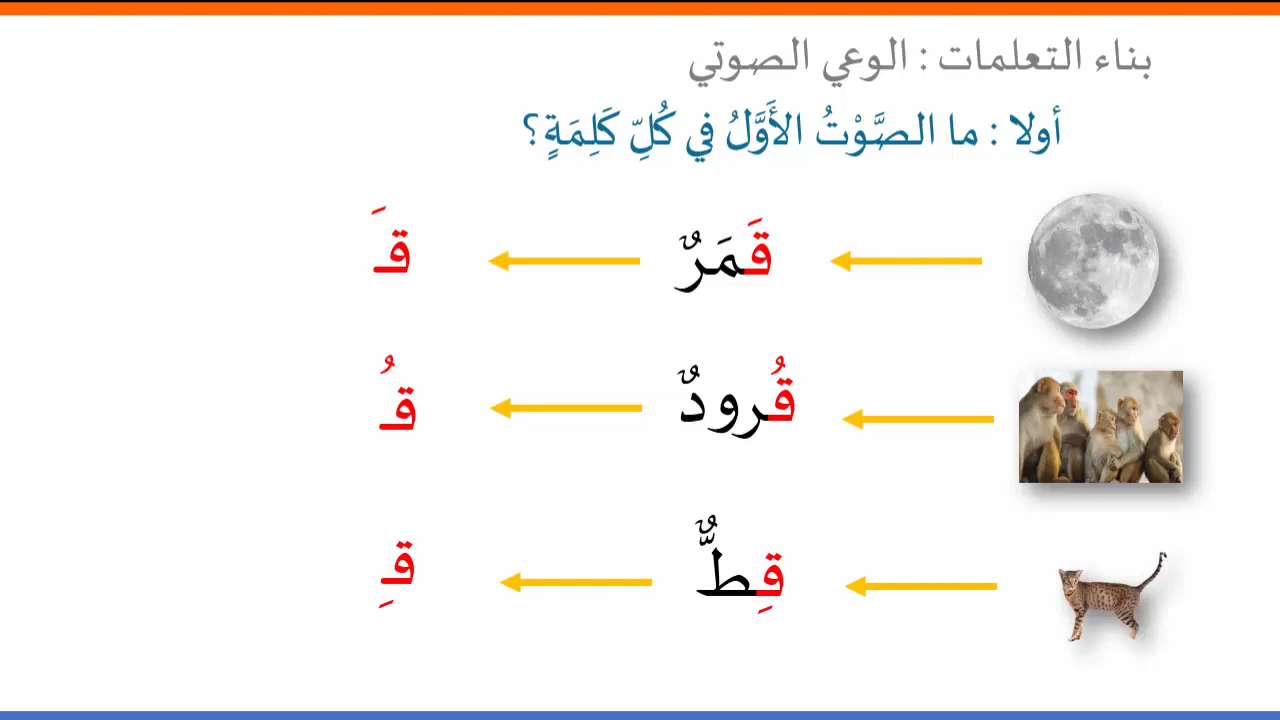 بناء التعلمات : الوعي الصوتي
أولا : ما الصَّوْتُ الأَوَّلُ في كُلِّ كَلِمَةٍ؟
قَمَرٌ قَـ
قُرودٌ قُـ
قِطٌّ قِـ